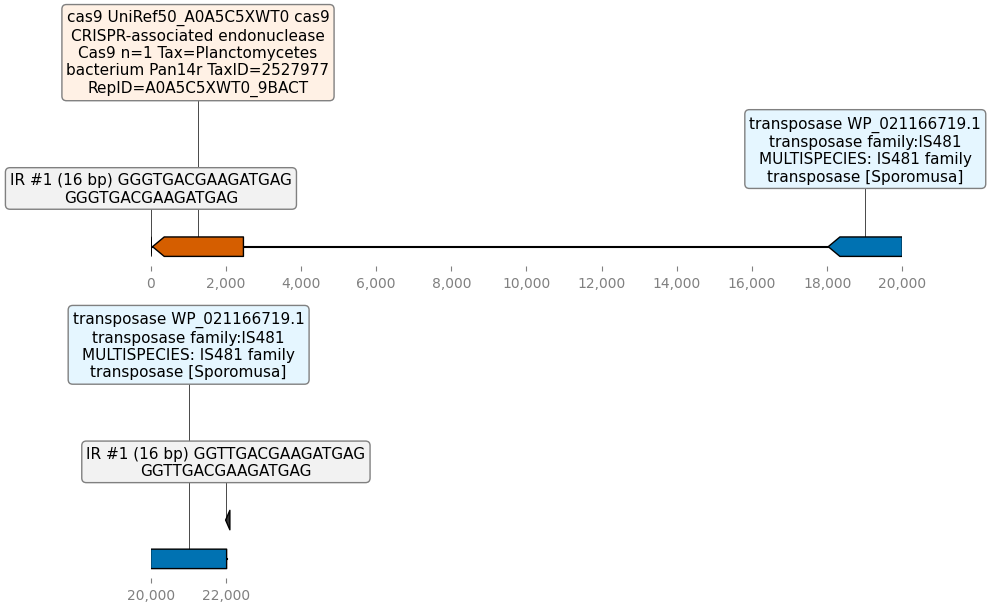 cas9 UniRef50_A0A5C5XWT0 cas9
CRISPR-associated endonuclease
Cas9 n=1 Tax=Planctomycetes
bacterium Pan14r TaxID=2527977
RepID=A0A5C5XWT0_9BACT
transposase WP_021166719.1
transposase family:IS481
MULTISPECIES: IS481 family
transposase [Sporomusa]
IR #1 (16 bp) GGGTGACGAAGATGAG
GGGTGACGAAGATGAG
0 2,000 4,000 6,000 8,000 10,000 12,000 14,000 16,000 18,000 20,000
transposase WP_021166719.1
transposase family:IS481
MULTISPECIES: IS481 family
transposase [Sporomusa]
IR #1 (16 bp) GGTTGACGAAGATGAG
GGTTGACGAAGATGAG
20,000 22,000